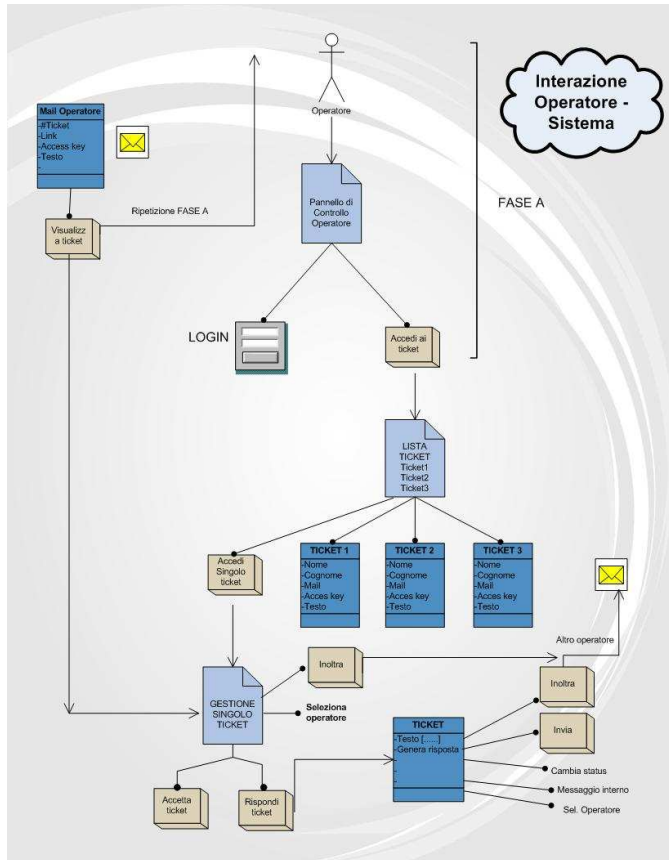 Interazione
Operatore -
Sistema
Mail Operatore
-#Ticket
-Link
-Access key
-Testo
-
Operatore
Ripetizione FASE A
Visualizz
a ticket
Pannello di
Controllo
Operatore
FASE A
LOGIN
Accedi ai
ticket
LISTA
TICKET
Ticket1
Ticket2
Ticket3
Accedi
Singolo
ticket
TICKET 1
-Nome
-Cognome
-Mail
-Acces key
-Testo
TICKET 2
-Nome
-Cognome
-Mail
-Acces key
-Testo
TICKET 3
-Nome
-Cognome
-Mail
-Acces key
-Testo
Altro operatore
Inoltra
Inoltra
GESTIONE
SINGOLO
TICKET
Seleziona
operatore
TICKET
-Testo [......]
-Genera risposta
-
-
-
Invia
Cambia status
Messaggio interno
Sel. Operatore
Accetta
ticket
Rispondi
ticket